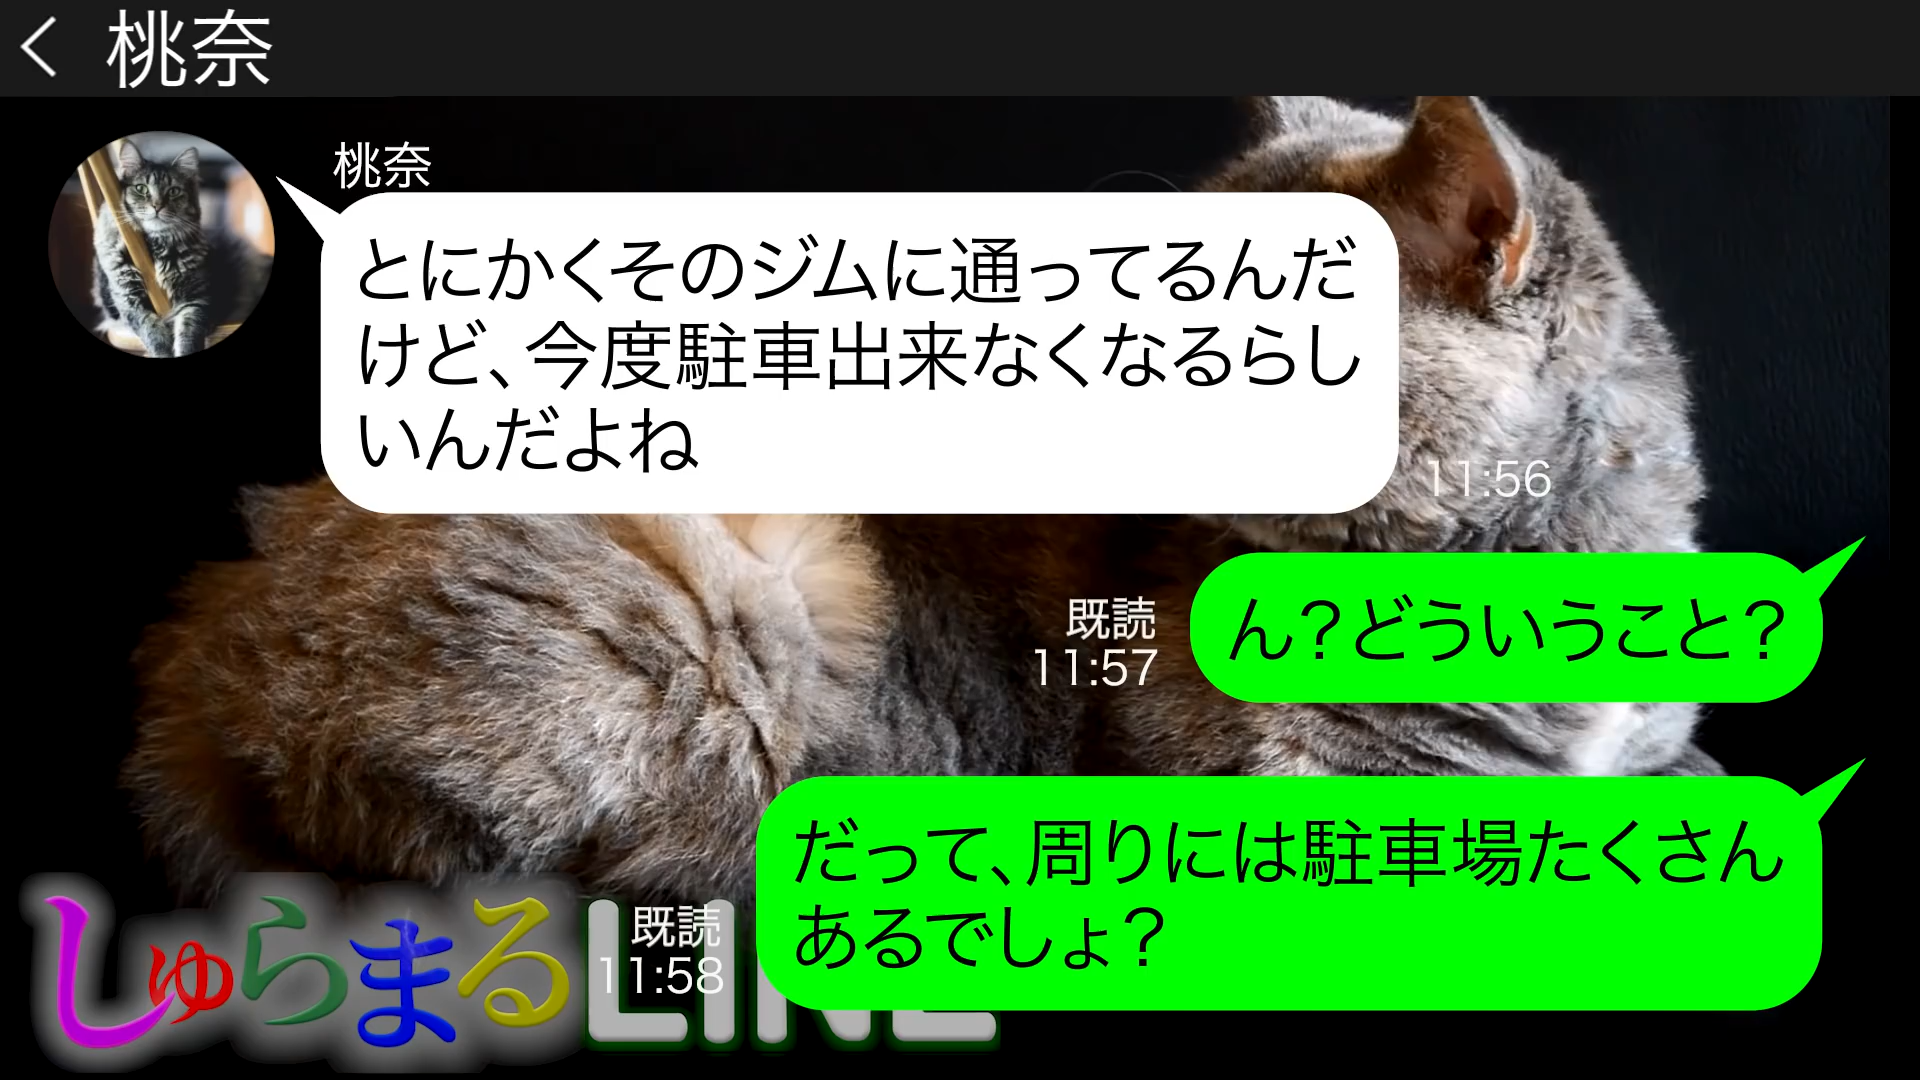 桃奈
桃奈
とにかくそのジムに通ってるんだ
けど、今度駐車出来なくなるらし
いんだよね
11:56
既読
11:57
ん?どういうこと?
だって、周りには駐車場たくさん
あるでしょ?
既読
11:58
しゅらまるLINE